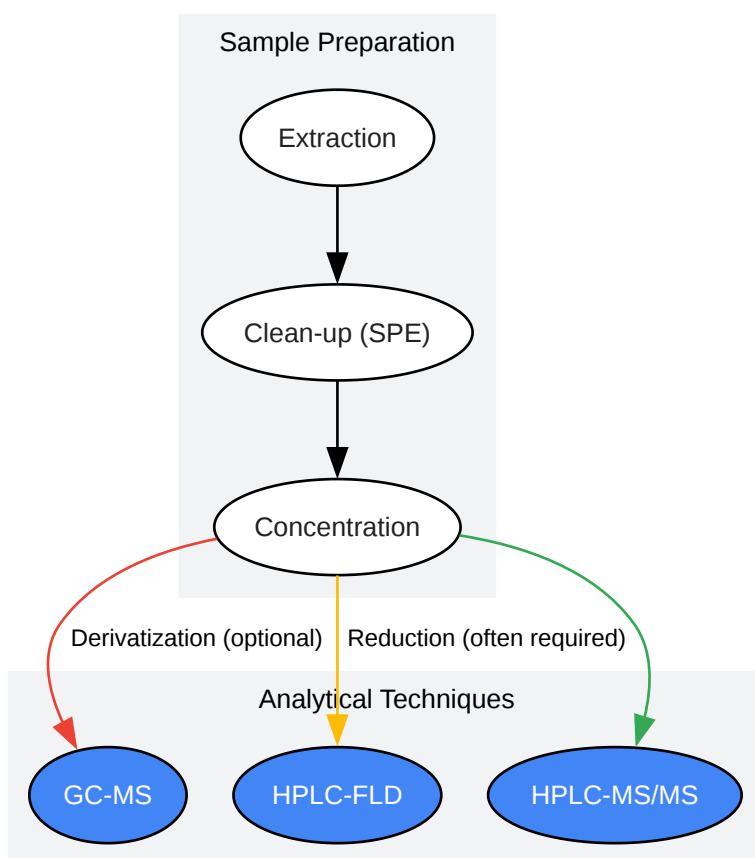 Sample Preparation
Extraction
Clean-up (SPE)
Concentration
Derivatization (optional)
Reduction (often required)
Analytical Techniques
GC-MS
HPLC-FLD
HPLC-MS/MS